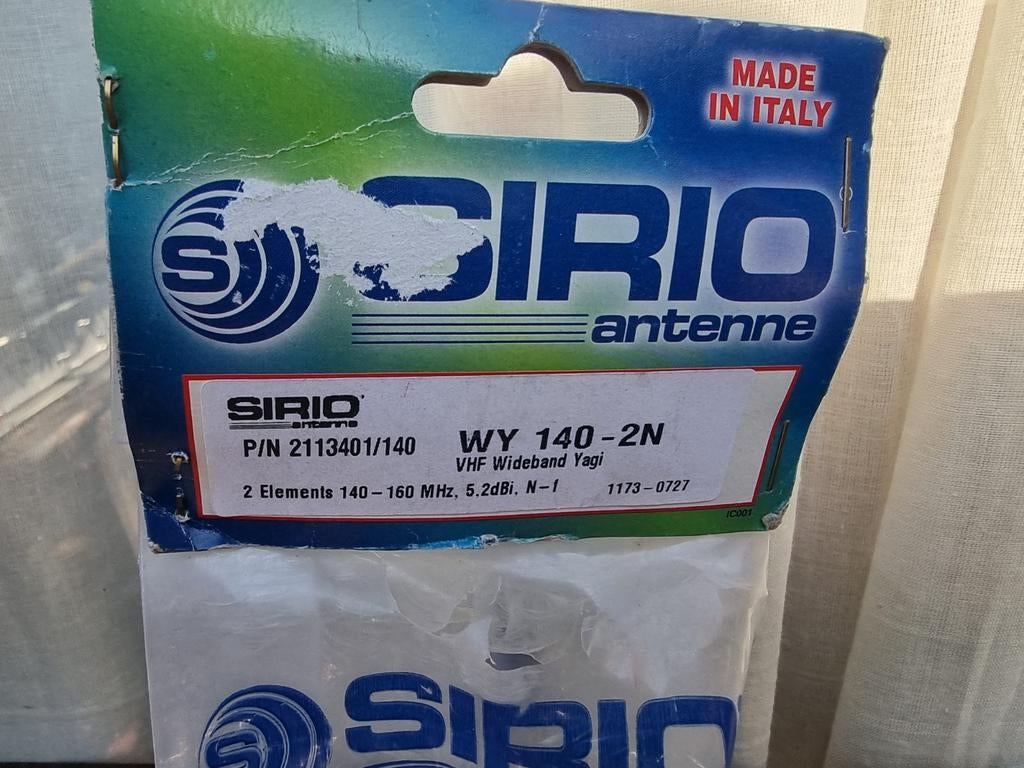 MADE
IN ITALY
S
SIRIO
antenne
SIRIO
antenne
P/N 2113401/140
WY 140-2N
VHF Wideband Yagi
2 Elements 140-160 MHz, 5.2dBi, N-f
1173-0727
IC001
S
SIRIO